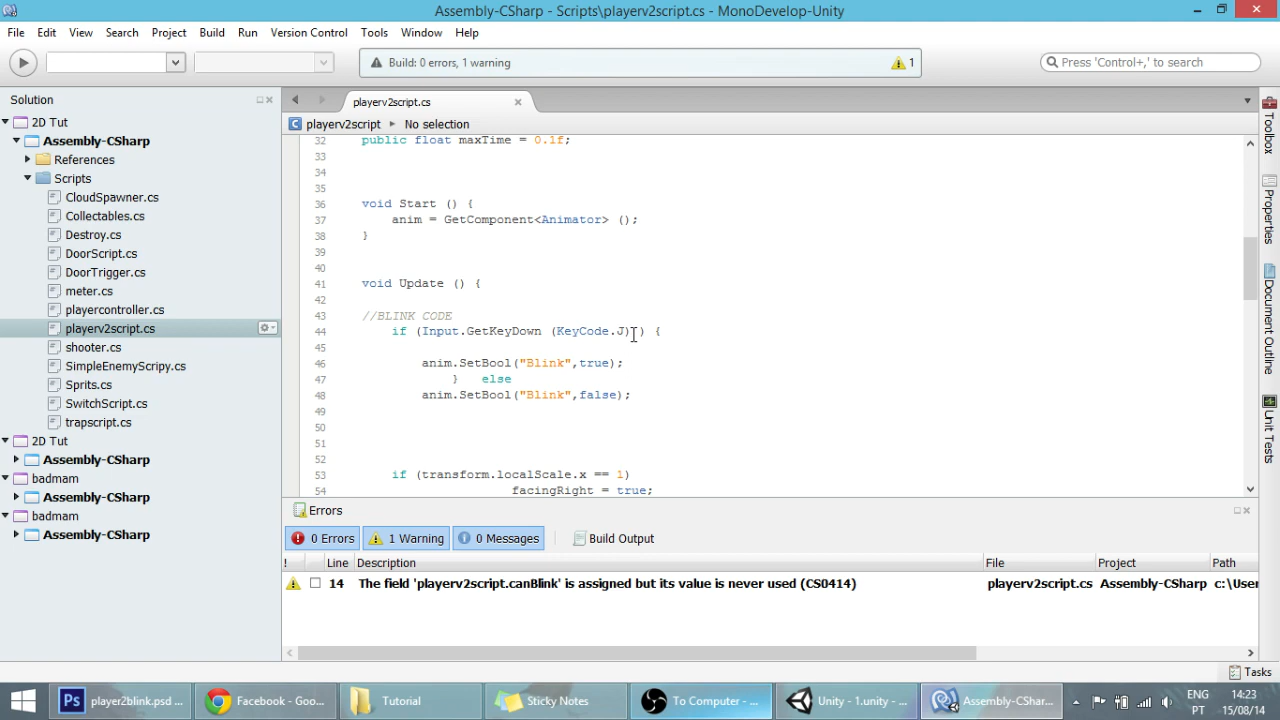 Assembly-CSharp - Scripts\playerv2script.cs - MonoDevelop-Unity
File Edit View Search Project Build Run Version Control Tools Window Help
Build: 0 errors, 1 warning
1
Press 'Control+,' to search
Solution
2D Tut
Assembly-CSharp
References
Scripts
CloudSpawner.cs
Collectables.cs
Destroy.cs
DoorScript.cs
DoorTrigger.cs
meter.cs
playercontroller.cs
playerv2script.cs
shooter.cs
SimpleEnemyScripy.cs
Sprits.cs
SwitchScript.cs
trapscript.cs
2D Tut
Assembly-CSharp
badmam
Assembly-CSharp
badmam
Assembly-CSharp
playerv2script.cs
playerv2script No selection
32 public float maxTime = 0.1f;
33
34
35
36 void Start () {
37 anim = GetComponent<Animator> ();
38 }
39
40
41 void Update () {
42
43 //BLINK CODE
44 if (Input.GetKeyDown (KeyCode.J) ) {
45
46 anim.SetBool("Blink",true);
47 } else
48 anim.SetBool("Blink",false);
49
50
51
52
53 if (transform.localScale.x == 1)
54 facingRight = true;
Errors
0 Errors 1 Warning 0 Messages Build Output
! Line Description File Project Path
14 The field 'playerv2script.canBlink' is assigned but its value is never used (CS0414) playerv2script.cs Assembly-CSharp c:\User
Tasks
Toolbox
Properties
Document Outline
Unit Tests
Ps player2blink.psd ... Facebook - Goo... Tutorial Sticky Notes To Computer - ... Unity - 1.unity - ... Assembly-CShar...
ENG
PT
14:23
15/08/14